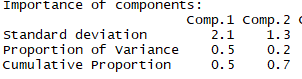 Importance of components:
Comp.1 Comp.2
Standard deviation 2.1 1.3
Proportion of Variance 0.5 0.2
Cumulative Proportion 0.5 0.7